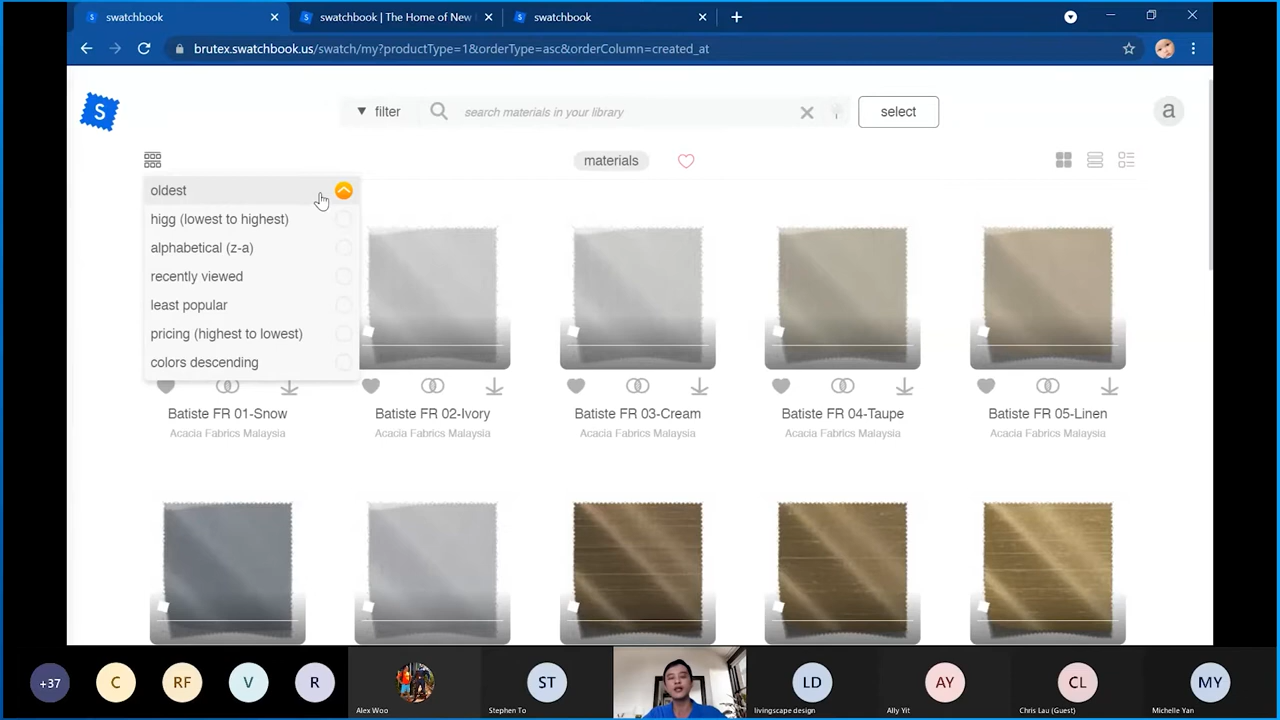 swatchbook
swatchbook | The Home of New
swatchbook
brutex.swatchbook.us/swatch/my?productType=1&orderType=asc&orderColumn=created_at
S
filter
search materials in your library
select
a
materials
oldest
higg (lowest to highest)
alphabetical (z-a)
recently viewed
least popular
pricing (highest to lowest)
colors descending
Batiste FR 01-Snow
Batiste FR 02-Ivory
Batiste FR 03-Cream
Batiste FR 04-Taupe
Batiste FR 05-Linen
Acacia Fabrics Malaysia
Acacia Fabrics Malaysia
Acacia Fabrics Malaysia
Acacia Fabrics Malaysia
Acacia Fabrics Malaysia
+37
C
RF
V
R
Alex Woo
ST
Stephen To
LD
livingscape design
AY
Ally Yit
CL
Chris Lau (Guest)
MY
Michelle Yan